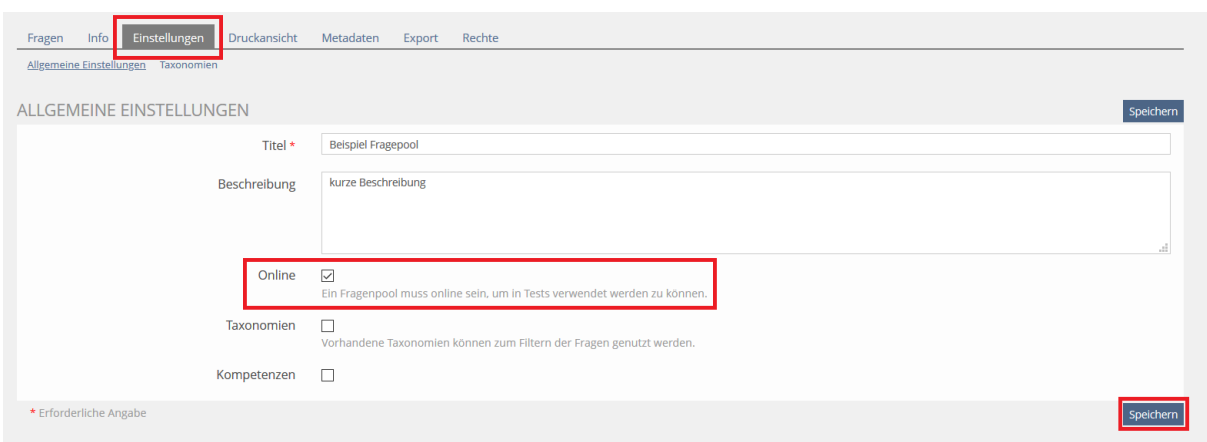 Fragen Info Einstellungen Druckansicht Metadaten Export Rechte
Allgemeine Einstellungen Taxonomien
ALLGEMEINE EINSTELLUNGEN Speichern
Titel * Beispiel Fragepool
Beschreibung kurze Beschreibung
Online
Ein Fragenpool muss online sein, um in Tests verwendet werden zu können.
Taxonomien
Vorhandene Taxonomien können zum Filtern der Fragen genutzt werden.
Kompetenzen
* Erforderliche Angabe Speichern